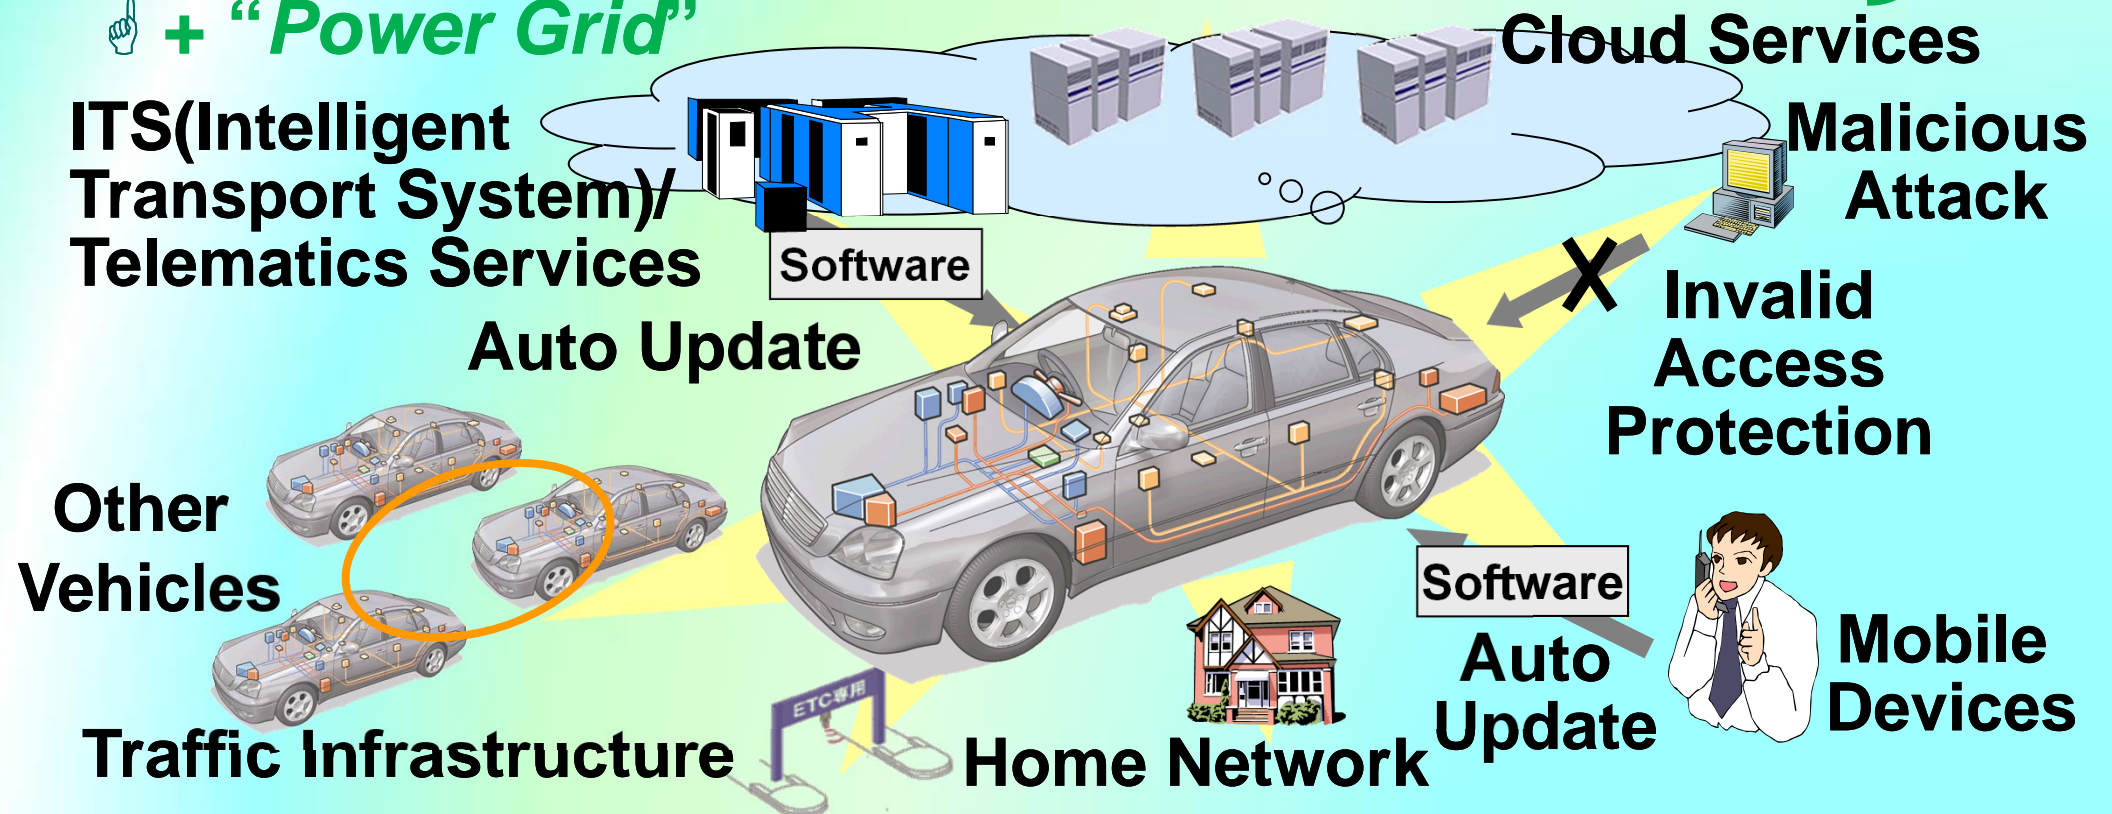 ☝ + “Power Grid”
Cloud Services
ITS(Intelligent
Transport System)/
Telematics Services
Malicious
Attack
Software
Auto Update
Invalid
Access
Protection
Other
Vehicles
Software
Auto
Update
Mobile
Devices
ETC専用
Traffic Infrastructure
Home Network